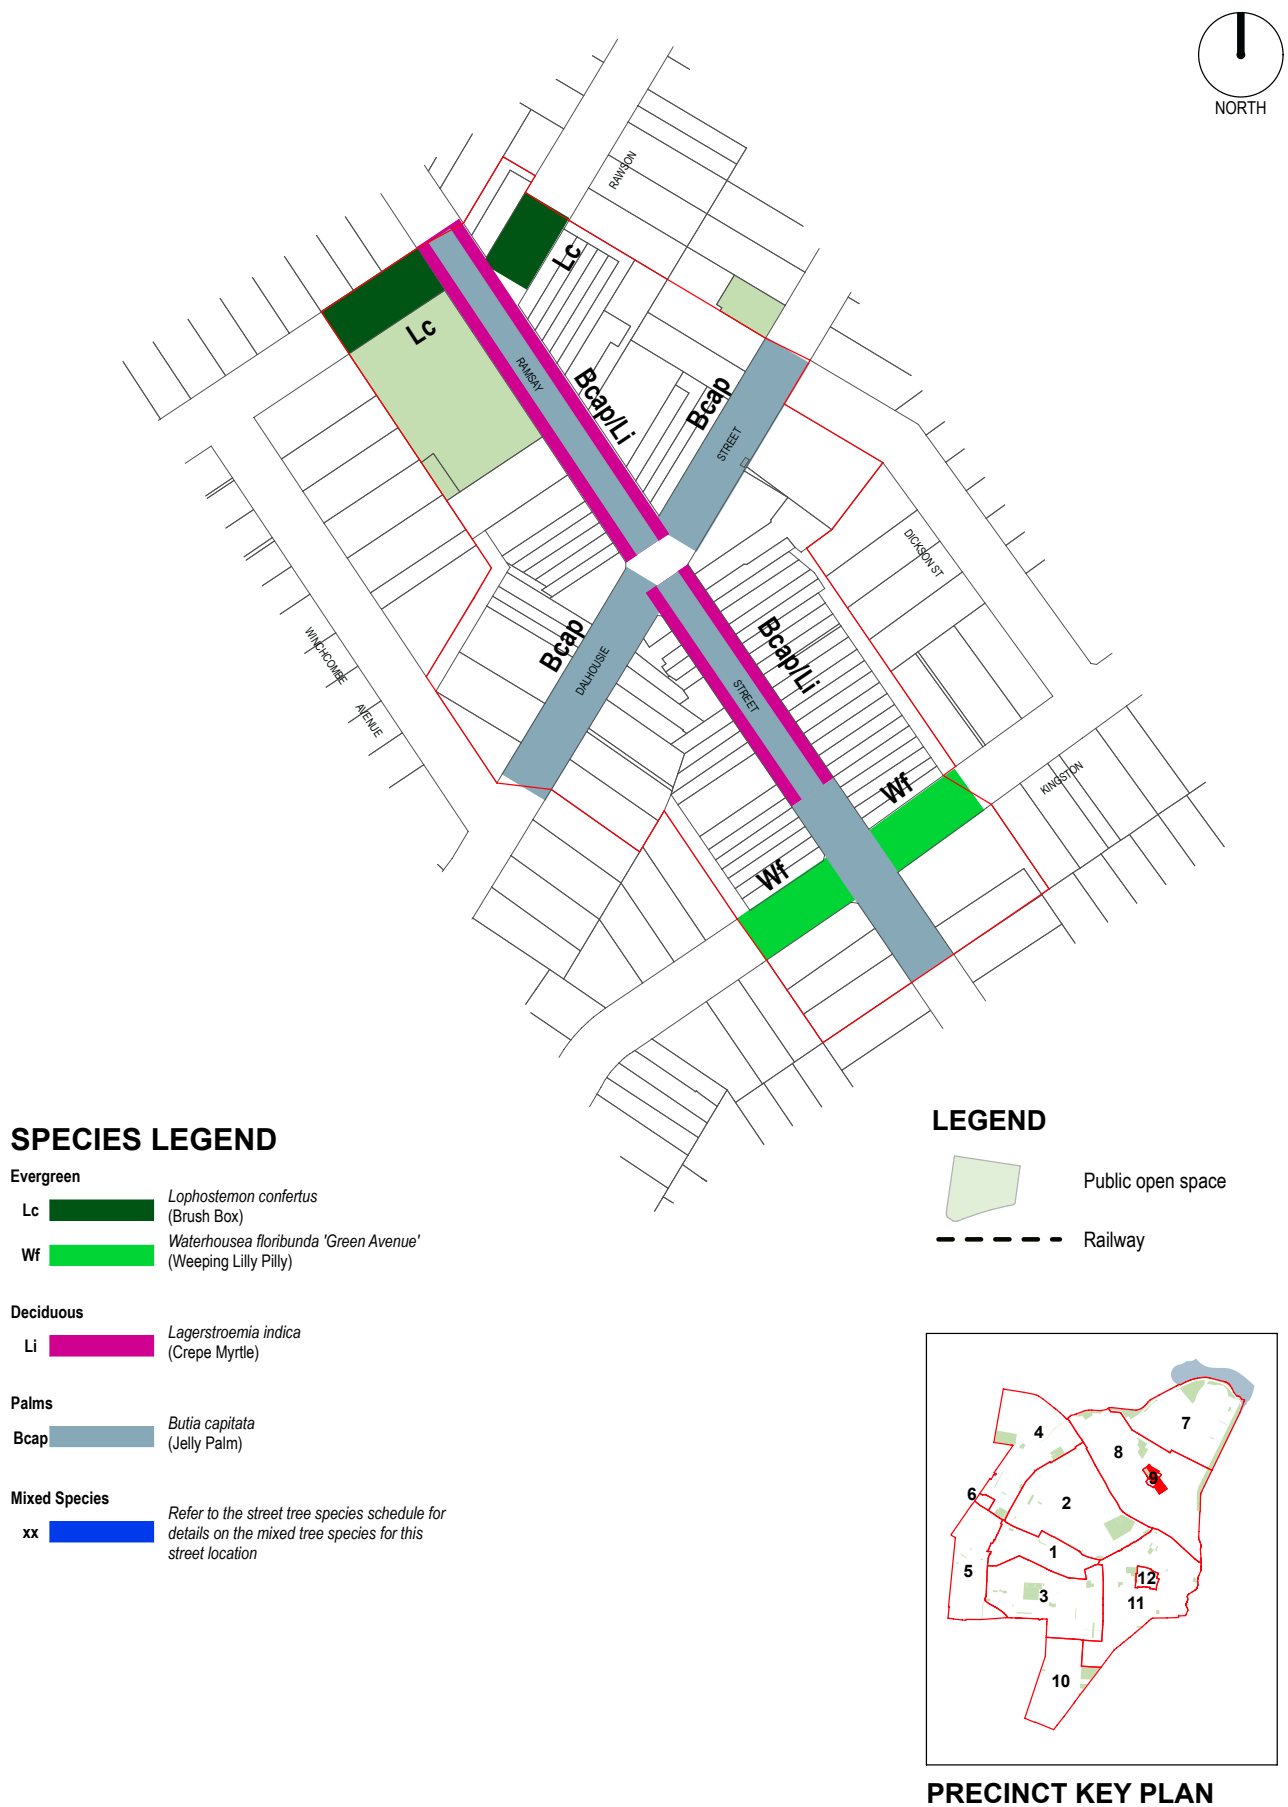 NORTH
RAWSON
Lc
Lc
RAMSAY
Bcap/Li
Bcap
STREET
DICKSON ST
WINCHCOMBE
AVENUE
Bcap
DALHOUSIE
Bcap/Li
STREET
Wf
Wf
KINGSTON
SPECIES LEGEND
Evergreen
Lc
Lophostemon confertus
(Brush Box)
Wf
Waterhousea floribunda 'Green Avenue'
(Weeping Lilly Pilly)
Deciduous
Li
Lagerstroemia indica
(Crepe Myrtle)
Palms
Bcap
Butia capitata
(Jelly Palm)
Mixed Species
xx
Refer to the street tree species schedule for
details on the mixed tree species for this
street location
LEGEND
Public open space
Railway
4
7
8
9
6
2
1
5
3
12
11
10
PRECINCT KEY PLAN